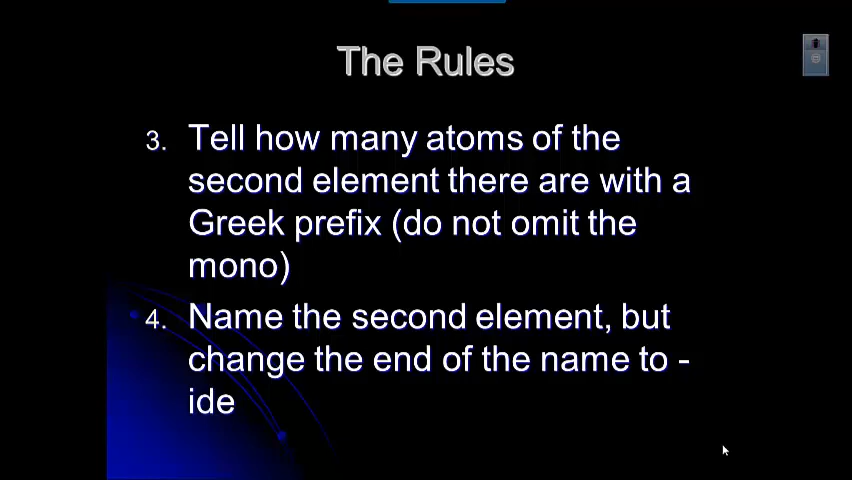 The Rules
3. Tell how many atoms of the
second element there are with a
Greek prefix (do not omit the
mono)
4. Name the second element, but
change the end of the name to -
ide